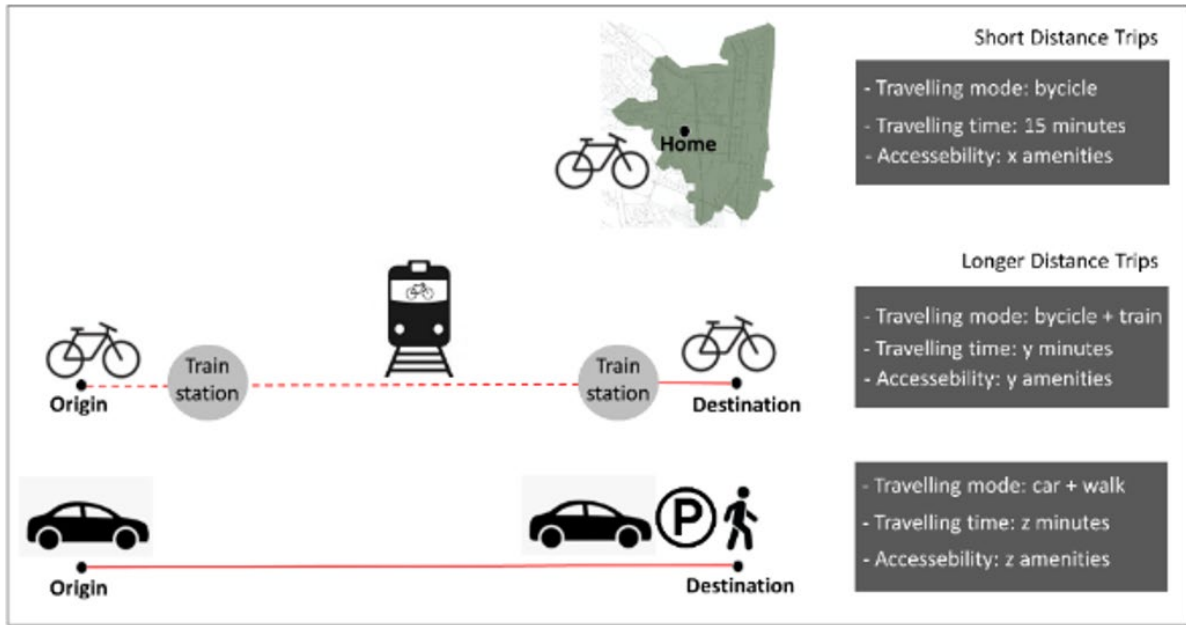 Short Distance Trips
- Travelling mode: bycicle
- Travelling time: 15 minutes
- Accessebility: x amenities
Home
Longer Distance Trips
- Travelling mode: bycicle + train
- Travelling time: y minutes
- Accessebility: y amenities
Train
station
Train
station
Origin
Destination
- Travelling mode: car + walk
- Travelling time: z minutes
- Accessebility: z amenities
P
Origin
Destination